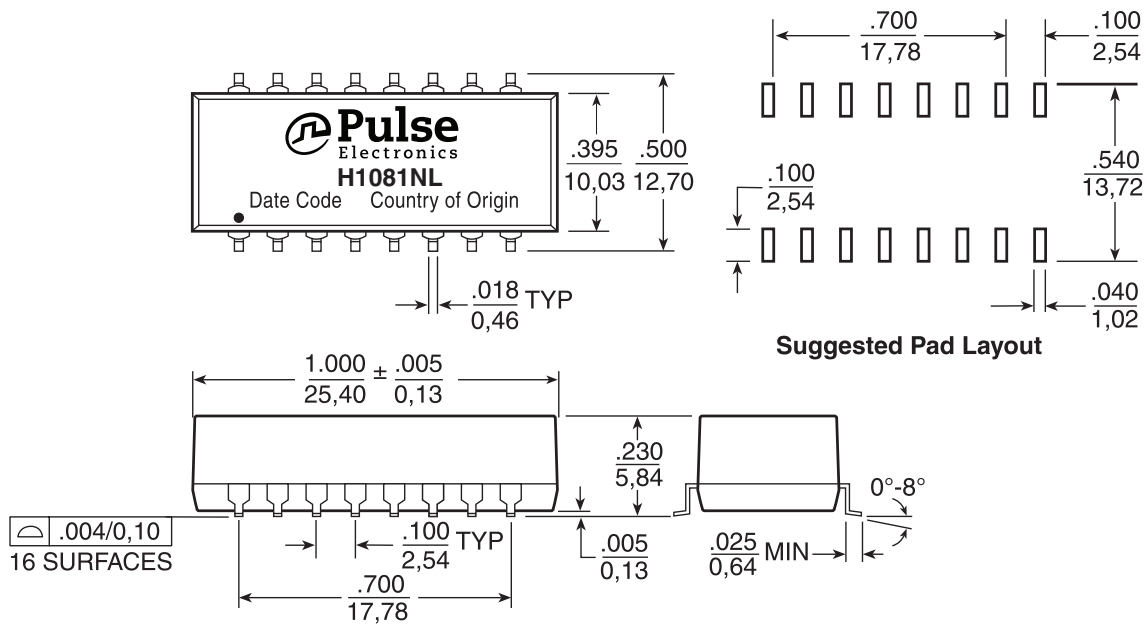 Pulse
Electronics
H1081NL
Date Code Country of Origin
.395
10,03
.500
12,70
.018 TYP
0,46
.700
17,78
.100
2,54
.100
2,54
.540
13,72
.040
1,02
Suggested Pad Layout
1.000 ± .005
25,40 0,13
.230
5,84
0°-8°
.004/0,10
16 SURFACES
.100 TYP
2,54
.005
0,13
.025 MIN
0,64
.700
17,78